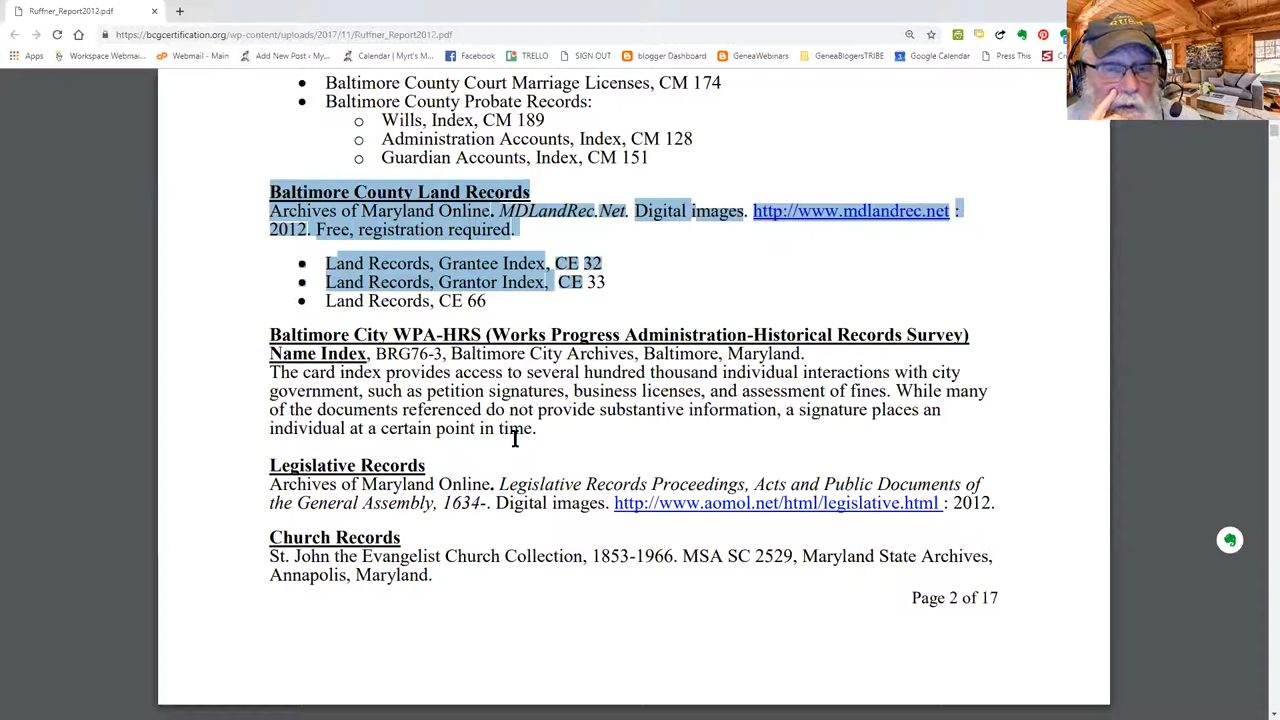 Ruffner_Report2012.pdf
https://bcgcertification.org/wp-content/uploads/2017/11/Ruffner_Report2012.pdf
Apps Workspace Webmail Webmail - Main Add New Post ‹ My Add New Post ‹ Myrt's M Facebook TRELLO SIGN OUT blogger Dashboard GeneaWebinars GeneaBlogersTRIBE Google Calendar Press This
Baltimore County Court Marriage Licenses, CM 174
Baltimore County Probate Records:
Wills, Index, CM 189
Administration Accounts, Index, CM 128
Guardian Accounts, Index, CM 151
Baltimore County Land Records
Archives of Maryland Online. MDLandRec.Net. Digital images. http://www.mdlandrec.net :
2012. Free, registration required.
Land Records, Grantee Index, CE 32
Land Records, Grantor Index, CE 33
Land Records, CE 66
Baltimore City WPA-HRS (Works Progress Administration-Historical Records Survey)
Name Index, BRG76-3, Baltimore City Archives, Baltimore, Maryland.
The card index provides access to several hundred thousand individual interactions with city
government, such as petition signatures, business licenses, and assessment of fines. While many
of the documents referenced do not provide substantive information, a signature places an
individual at a certain point in time.
Legislative Records
Archives of Maryland Online. Legislative Records Proceedings, Acts and Public Documents of
the General Assembly, 1634-. Digital images. http://www.aomol.net/html/legislative.html : 2012.
Church Records
St. John the Evangelist Church Collection, 1853-1966. MSA SC 2529, Maryland State Archives,
Annapolis, Maryland.
Page 2 of 17